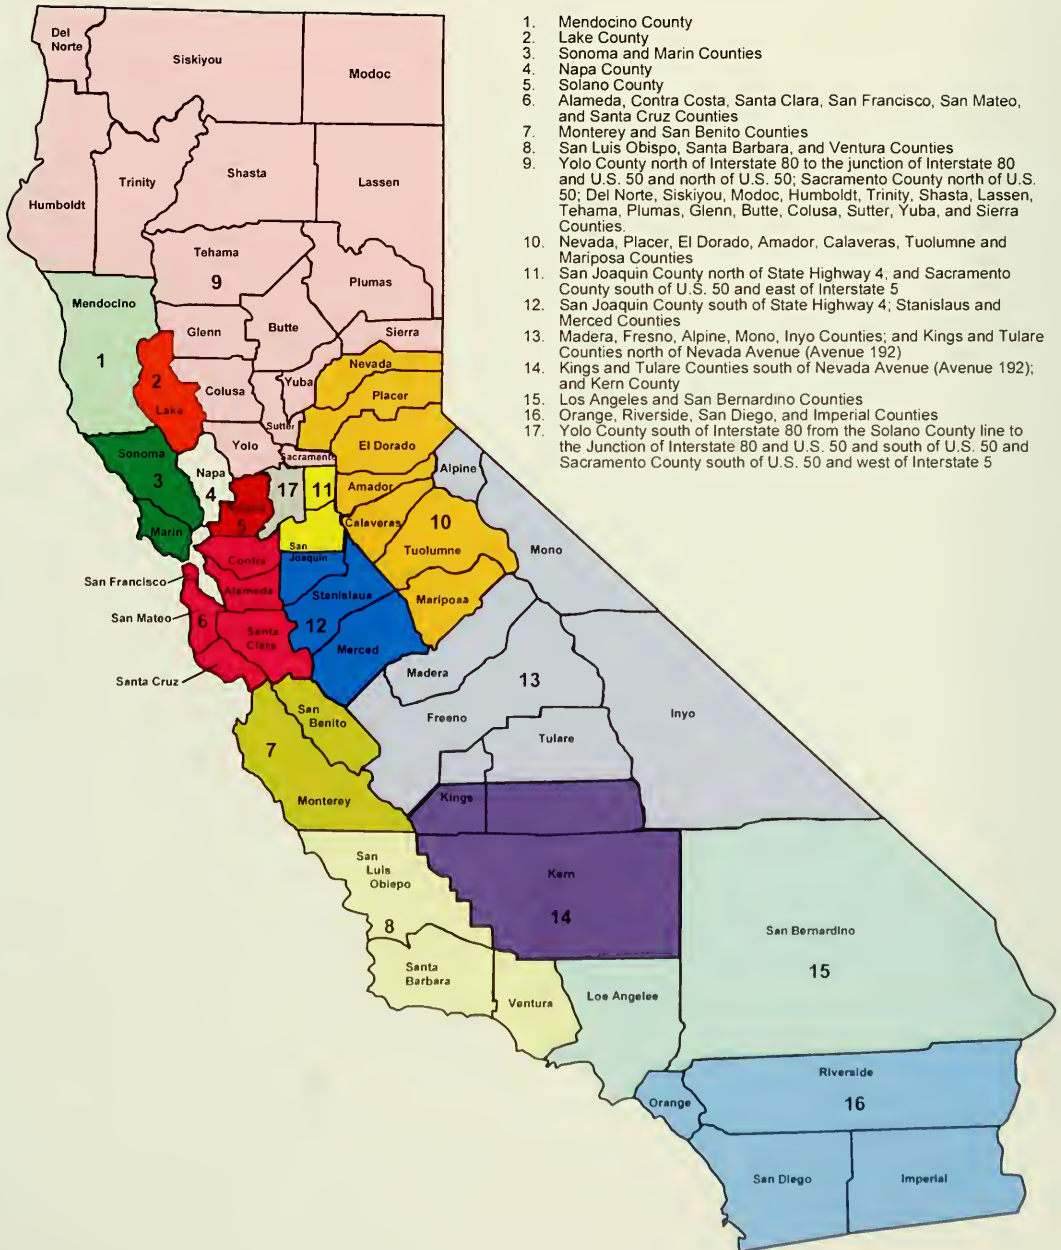 1. Mendocino County
2. Lake County
3. Sonoma and Marin Counties
4. Napa County
5. Solano County
6. Alameda, Contra Costa, Santa Clara, San Francisco, San Mateo,
and Santa Cruz Counties
7. Monterey and San Benito Counties
8. San Luis Obispo, Santa Barbara, and Ventura Counties
9. Yolo County north of Interstate 80 to the junction of Interstate 80
and U.S. 50 and north of U.S. 50; Sacramento County north of U.S.
50; Del Norte, Siskiyou, Modoc, Humboldt, Trinity, Shasta, Lassen,
Tehama, Plumas, Glenn, Butte, Colusa, Sutter, Yuba, and Sierra
Counties.
10. Nevada, Placer, El Dorado, Amador, Calaveras, Tuolumne and
Mariposa Counties
11. San Joaquin County north of State Highway 4; and Sacramento
County south of U.S. 50 and east of Interstate 5
12. San Joaquin County south of State Highway 4; Stanislaus and
Merced Counties
13. Madera, Fresno, Alpine, Mono, Inyo Counties; and Kings and Tulare
Counties north of Nevada Avenue (Avenue 192)
14. Kings and Tulare Counties south of Nevada Avenue (Avenue 192);
and Kern County
15. Los Angeles and San Bernardino Counties
16. Orange, Riverside, San Diego, and Imperial Counties
17. Yolo County south of Interstate 80 from the Solano County line to
the Junction of Interstate 80 and U.S. 50 and south of U.S. 50 and
Sacramento County south of U.S. 50 and west of Interstate 5
Del
Norte
Siskiyou
Modoc
Humboldt
Trinity
Shasta
Lassen
Tehama
9
Plumas
Mendocino
1
Glenn
Butte
Sierra
2
Lake
Colusa
Yuba
Sutter
Nevada
Placer
Yolo
Sacramento
El Dorado
Sonoma
3
Marin
Napa
4
5
17
11
Amador
Alpine
Calaveras
10
Tuolumne
Mono
San
Joaquin
Contra
Alameda
San Francisco
San Mateo
6
Santa
Clara
Santa Cruz
Stanislaus
12
Merced
Mariposa
Madera
13
Fresno
Inyo
San
Benito
7
Monterey
Tulare
Kings
San
Luis
Obispo
8
Kern
14
Santa
Barbara
Ventura
Los Angeles
San Bernardino
15
Riverside
16
Orange
San Diego
Imperial